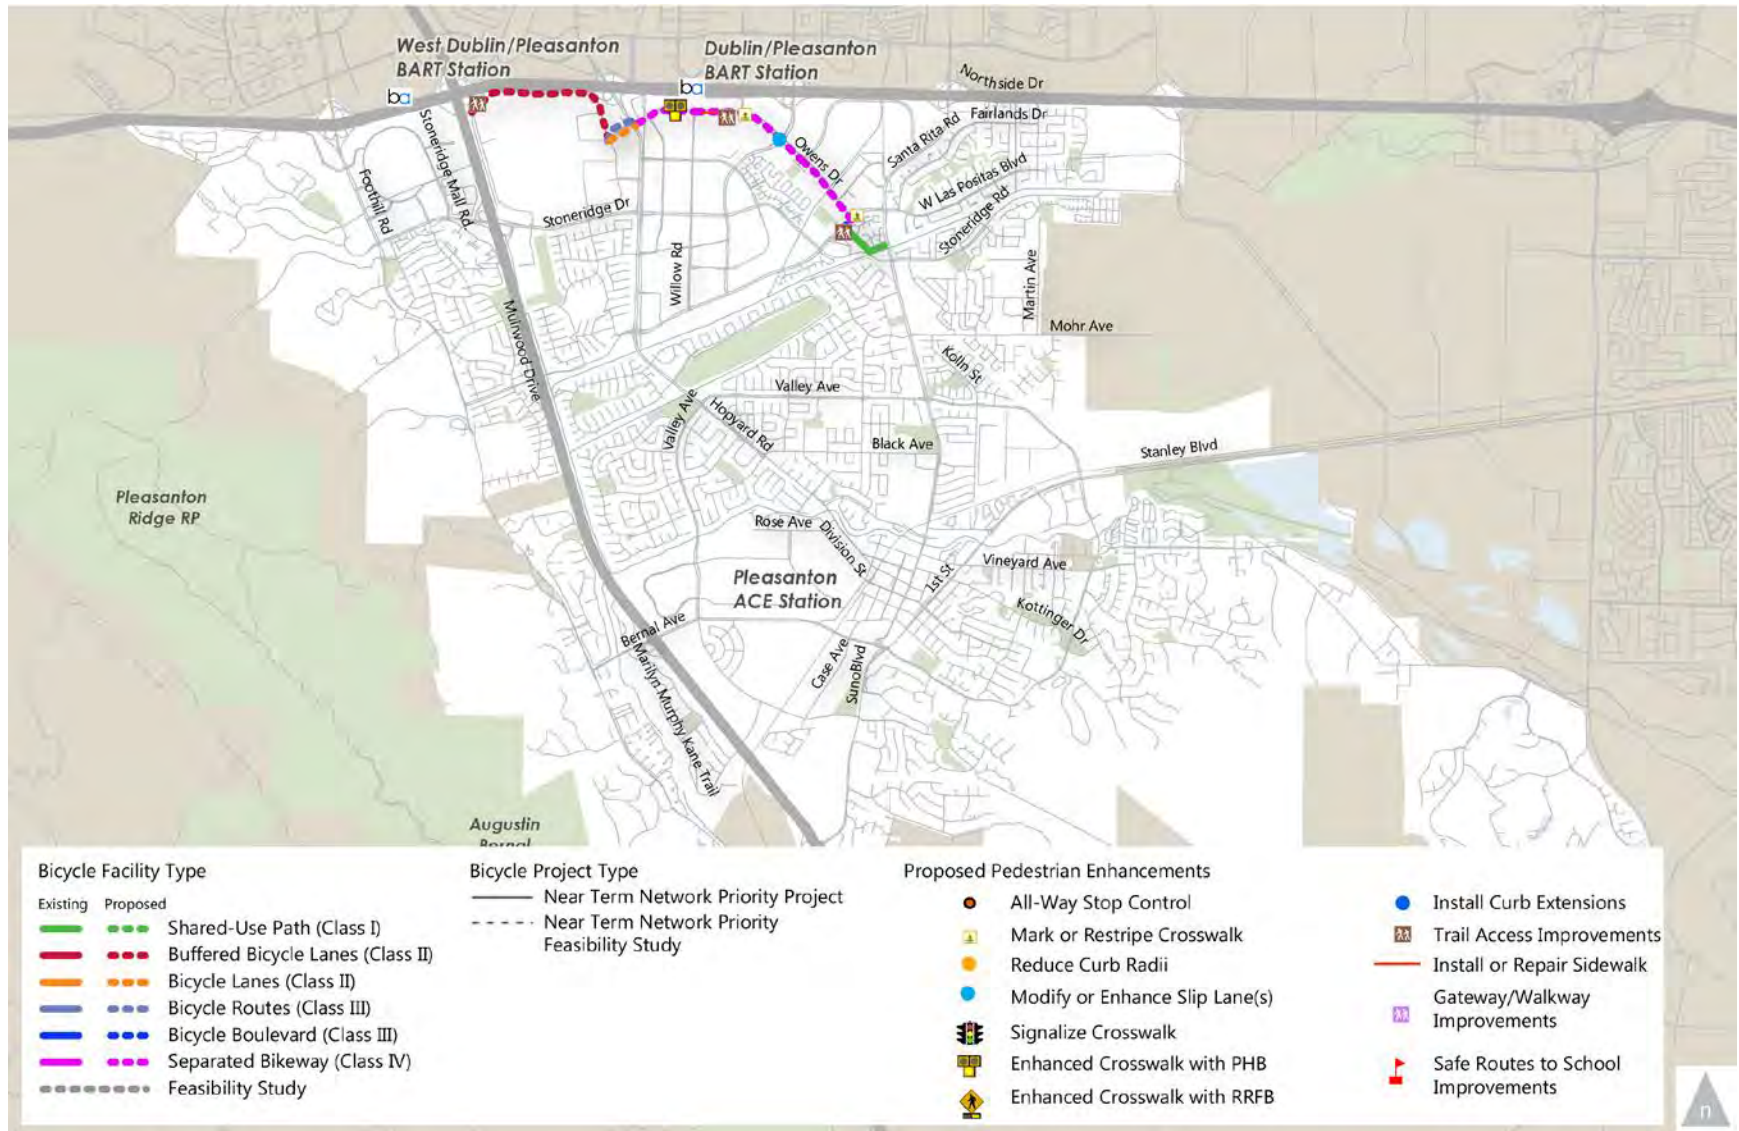 West Dublin/Pleasanton
BART Station
Dublin/Pleasanton
BART Station
ba
ba
Northside Dr
Fairlands Dr
Santa Rita Rd
Owens Dr
W Las Positas Blvd
Stoneridge Rd
Stoneridge Mall Rd.
Foothill Rd
Stoneridge Dr
Willow Rd
Martin Ave
Mohr Ave
Muirwood Drive
Kolln St
Valley Ave
Valley Ave
Hopyard Rd
Black Ave
Stanley Blvd
Pleasanton
Ridge RP
Rose Ave
Division St
Vineyard Ave
1st St
Pleasanton
ACE Station
Kottinger Dr
Bernal Ave
Case Ave
SunoBlvd
Marilyn Murphy Kane Trail
Augustin
Bernal
Bicycle Facility Type
Existing Proposed
Shared-Use Path (Class I)
Buffered Bicycle Lanes (Class II)
Bicycle Lanes (Class II)
Bicycle Routes (Class III)
Bicycle Boulevard (Class III)
Separated Bikeway (Class IV)
Feasibility Study
Bicycle Project Type
Near Term Network Priority Project
Near Term Network Priority
Feasibility Study
Proposed Pedestrian Enhancements
All-Way Stop Control
Mark or Restripe Crosswalk
Reduce Curb Radii
Modify or Enhance Slip Lane(s)
Signalize Crosswalk
Enhanced Crosswalk with PHB
Enhanced Crosswalk with RRFB
Install Curb Extensions
Trail Access Improvements
Install or Repair Sidewalk
Gateway/Walkway
Improvements
Safe Routes to School
Improvements
n